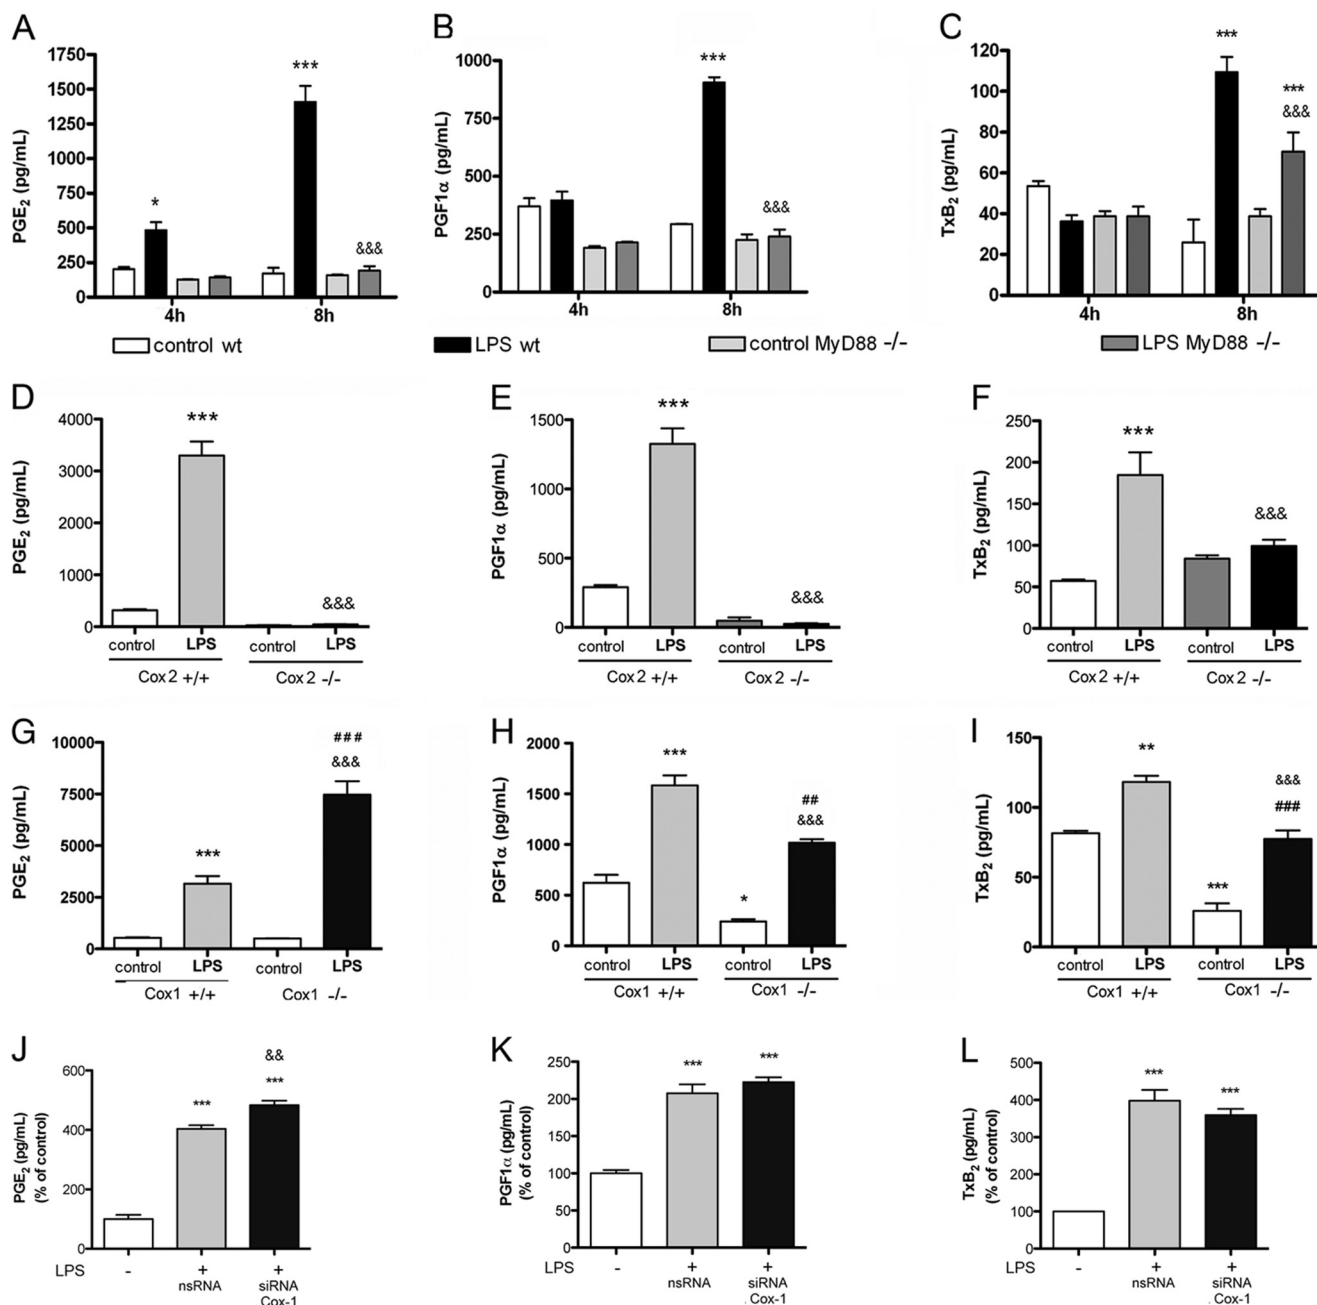 A
PGE2 (pg/mL)
1750
1500
1250
1000
750
500
250
0
*
***
&&&
4h
8h
B
PGF1α (pg/mL)
1000
750
500
250
0
***
&&&
4h
8h
C
TxB2 (pg/mL)
120
100
80
60
40
20
0
***
***
&&&
4h
8h
control wt
LPS wt
control MyD88 -/-
LPS MyD88 -/-
D
PGE2 (pg/mL)
4000
3000
2000
1000
0
***
&&&
control LPS control LPS
Cox2 +/+ Cox2 -/-
E
PGF1α (pg/mL)
1500
1000
500
0
***
&&&
control LPS control LPS
Cox2 +/+ Cox2 -/-
F
TxB2 (pg/mL)
250
200
150
100
50
0
***
&&&
control LPS control LPS
Cox2 +/+ Cox2 -/-
G
PGE2 (pg/mL)
10000
7500
5000
2500
0
***
###
&&&
control LPS control LPS
Cox1 +/+ Cox1 -/-
H
PGF1α (pg/mL)
2000
1500
1000
500
0
***
*
##
&&&
control LPS control LPS
Cox1 +/+ Cox1 -/-
I
TxB2 (pg/mL)
150
100
50
0
**
***
&&&
###
control LPS control LPS
Cox1 +/+ Cox1 -/-
J
PGE2 (pg/mL)
(% of control)
600
400
200
0
***
&&
***
LPS - + +
nsRNA siRNA
Cox-1
K
PGF1α (pg/mL)
(% of control)
250
200
150
100
50
0
***
***
LPS - + +
nsRNA siRNA
Cox-1
L
TxB2 (pg/mL)
(% of control)
500
400
300
200
100
0
***
***
LPS - + +
nsRNA siRNA
Cox-1